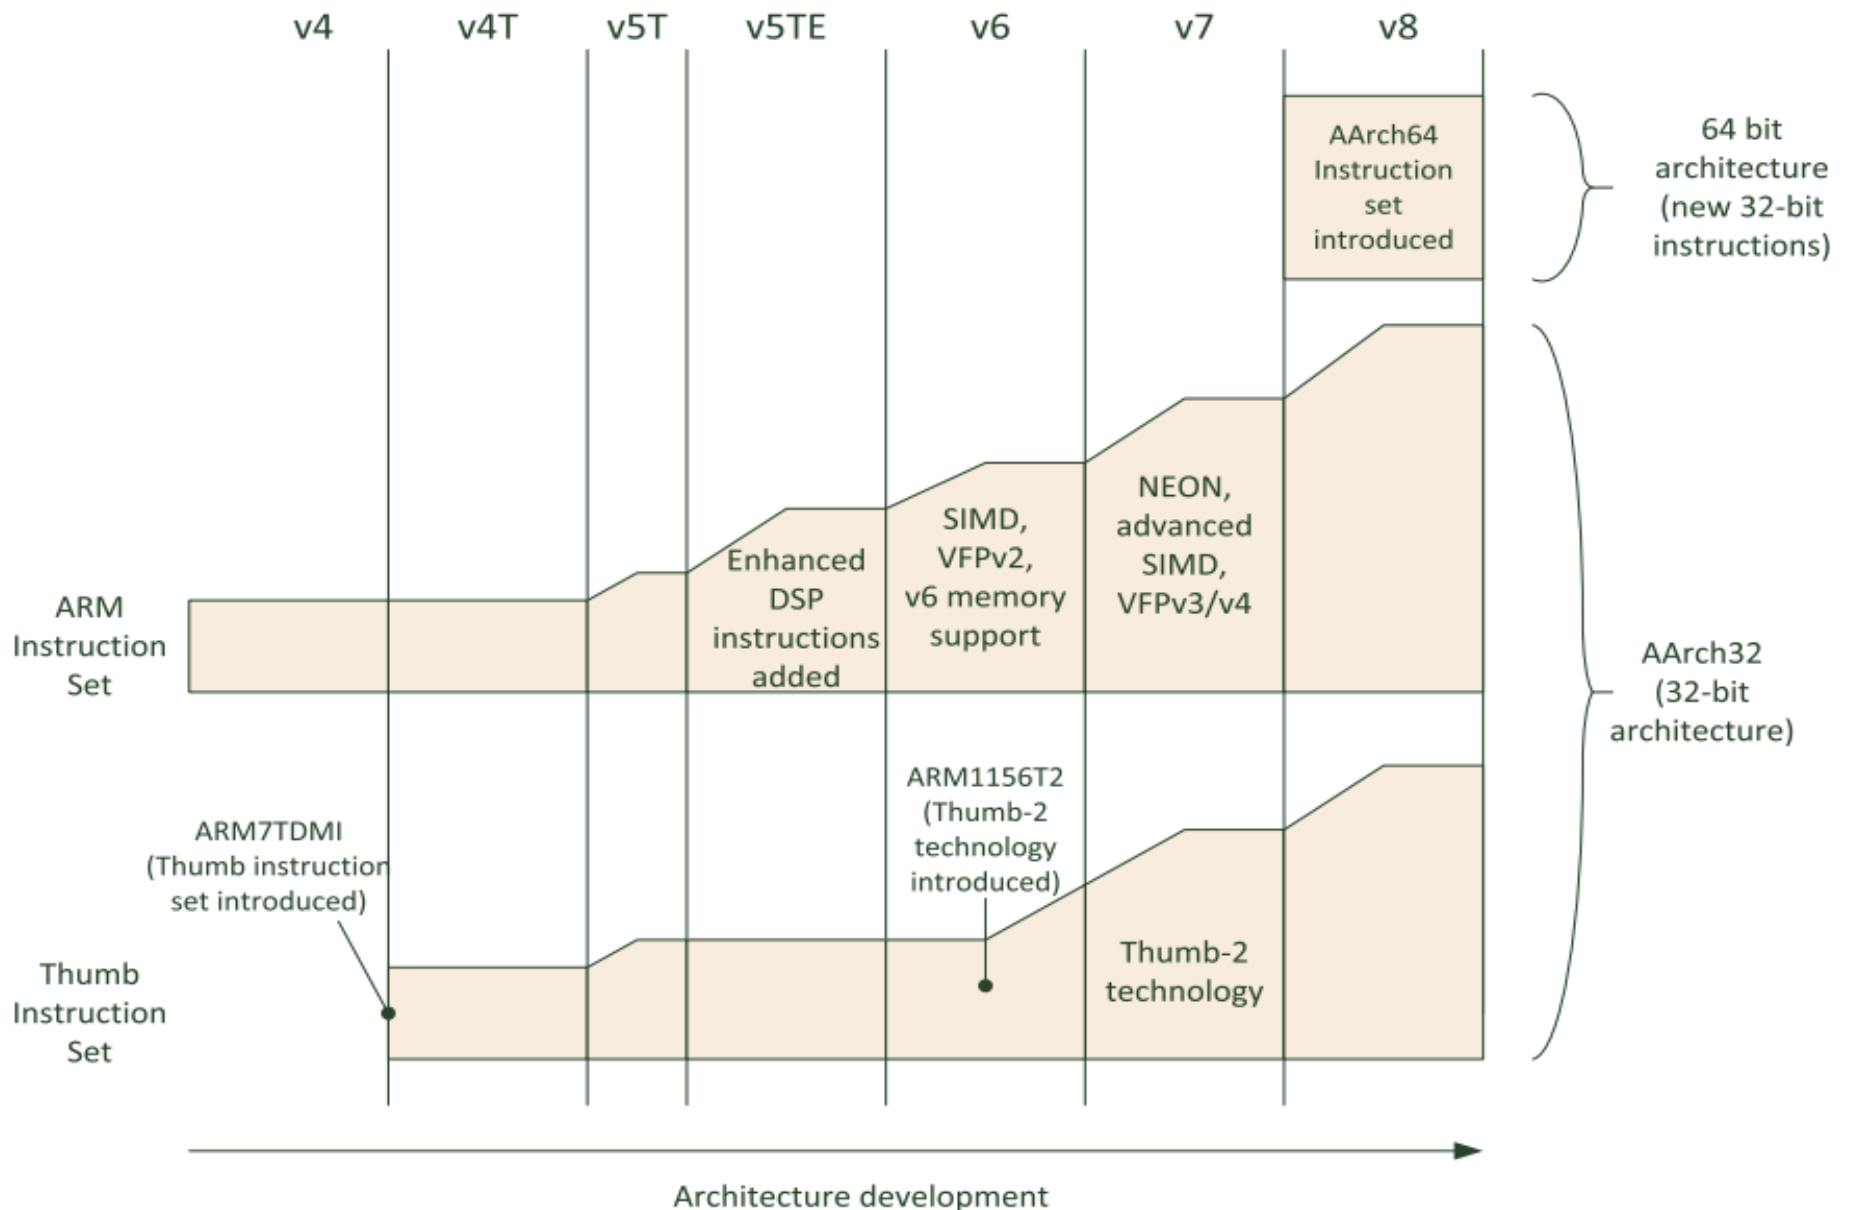 v4 v4T v5T v5TE v6 v7 v8
AArch64
Instruction
set
introduced
64 bit
architecture
(new 32-bit
instructions)
ARM
Instruction
Set
Enhanced
DSP
instructions
added
SIMD,
VFPv2,
v6 memory
support
NEON,
advanced
SIMD,
VFPv3/v4
AArch32
(32-bit
architecture)
ARM7TDMI
(Thumb instruction
set introduced)
ARM1156T2
(Thumb-2
technology
introduced)
Thumb
Instruction
Set
Thumb-2
technology
Architecture development